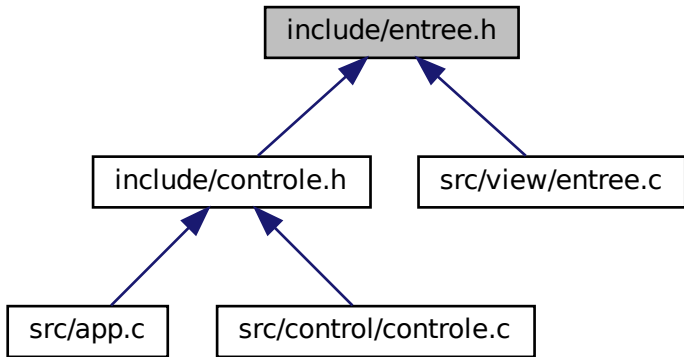 include/entree.h
include/controle.h
src/view/entree.c
src/app.c
src/control/controle.c